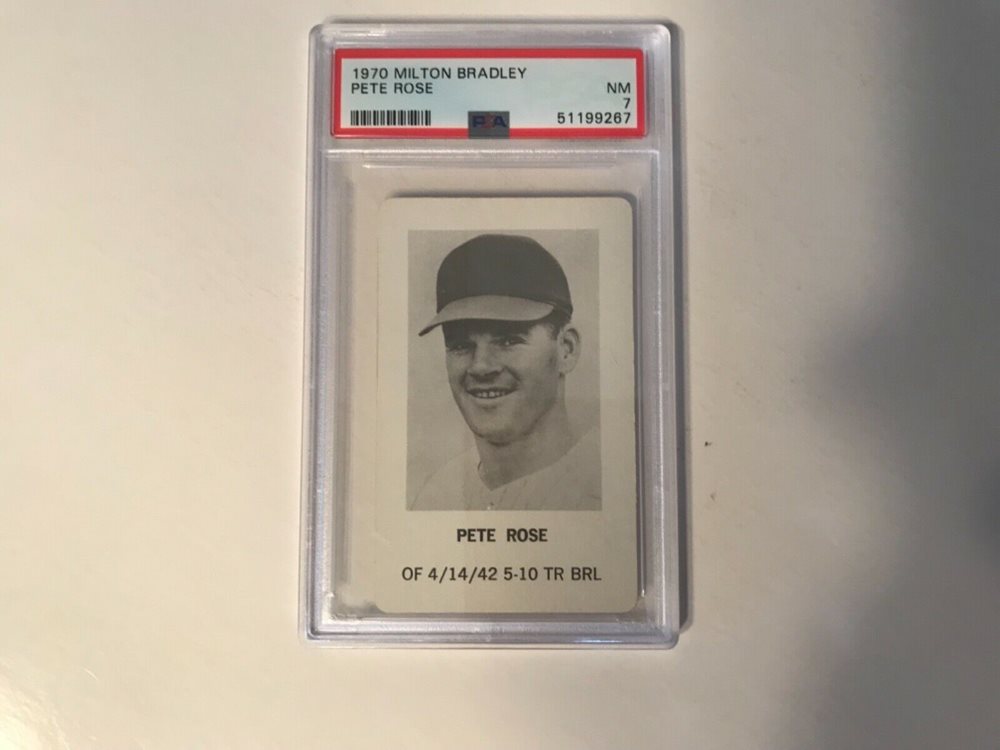 1970 MILTON BRADLEY
PETE ROSE NM
7
51199267
PSA
PETE ROSE
OF 4/14/42 5-10 TR BRL